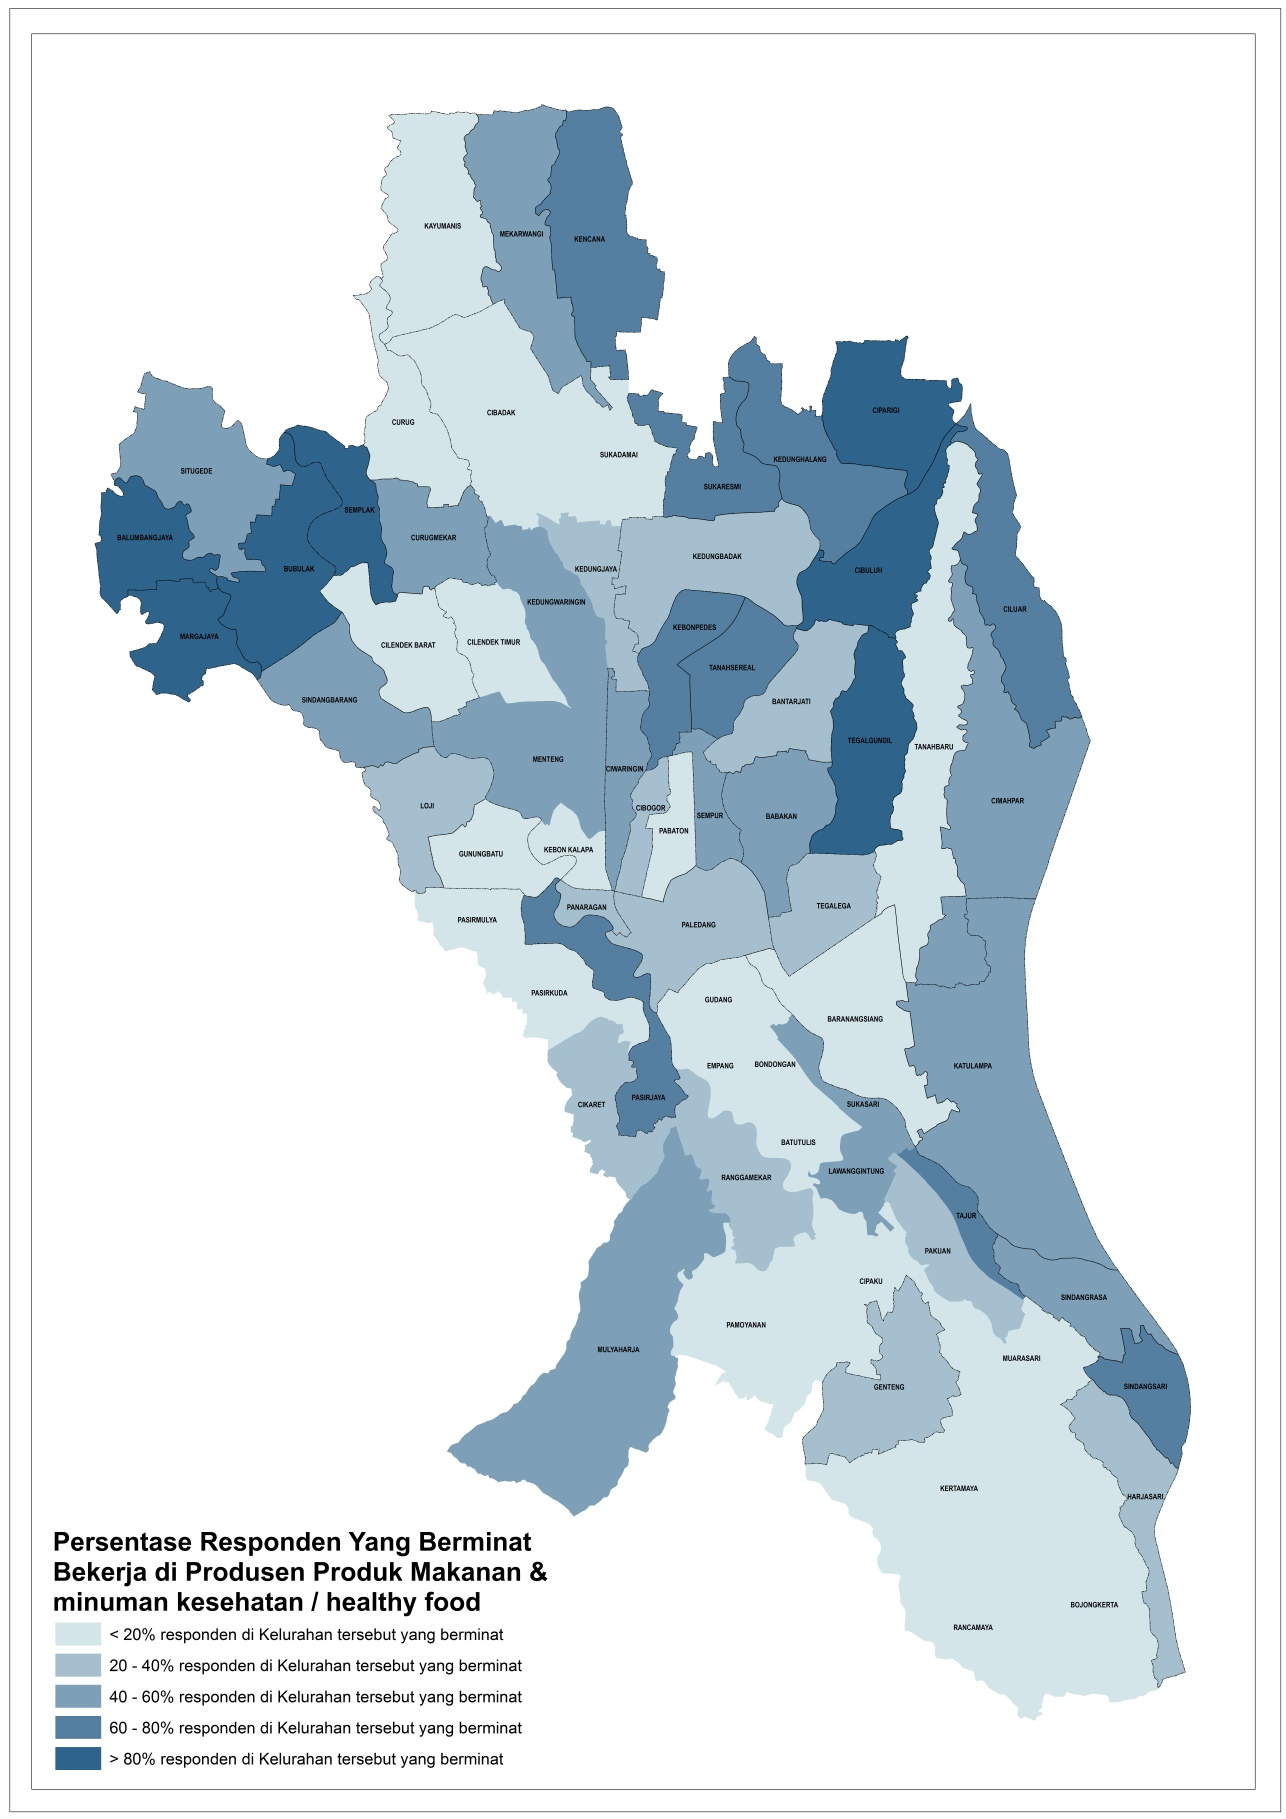 KAYUMANIS
MEKARWANGI
KENCANA
CIPARIGI
CURUG
CIBADAK
SUKADAMAI
KEDUNGHALANG
SITUGEDE
SUKARESMI
SEMPLAK
BALUMBANGJAYA
CURUGMEKAR
KEDUNGBADAK
BUBULAK
KEDUNGJAYA
CIBULUH
KEDUNGWARINGIN
CILUAR
MARGAJAYA
KEBONPEDES
CILENDEK BARAT
CILENDEK TIMUR
TANAHSEREAL
SINDANGBARANG
BANTARJATI
TEGALGUNDIL
TANAHBARU
MENTENG
CIWARINGIN
CIMAHPAR
LOJI
CIBOGOR
SEMPUR
BABAKAN
PABATON
GUNUNGBATU
KEBON KALAPA
PANARAGAN
TEGALEGA
PASIRMULYA
PALEDANG
PASIRKUDA
GUDANG
BARANANGSIANG
EMPANG
BONDONGAN
KATULAMPA
PASIRJAYA
CIKARET
SUKASARI
BATUTULIS
LAWANGGINTUNG
RANGGAMEKAR
TAJUR
PAKUAN
CIPAKU
SINDANGRASA
PAMOYANAN
MULYAHARJA
MUARASARI
GENTENG
SINDANGSARI
KERTAMAYA
HARJASARI
BOJONGKERTA
RANCAMAYA
Persentase Responden Yang Berminat
Bekerja di Produsen Produk Makanan &
minuman kesehatan / healthy food
< 20% responden di Kelurahan tersebut yang berminat
20 - 40% responden di Kelurahan tersebut yang berminat
40 - 60% responden di Kelurahan tersebut yang berminat
60 - 80% responden di Kelurahan tersebut yang berminat
> 80% responden di Kelurahan tersebut yang berminat